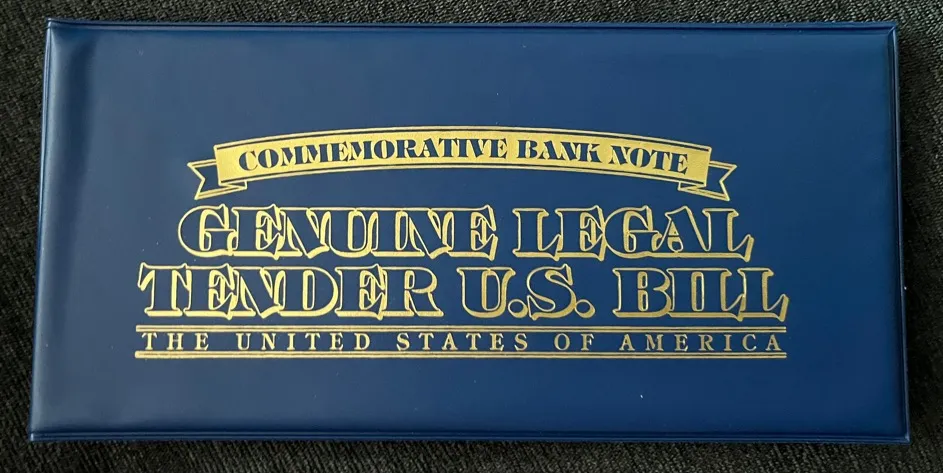 COMMEMORATIVE BANK NOTE
GENUINE LEGAL
TENDER U.S. BILL
THE UNITED STATES OF AMERICA